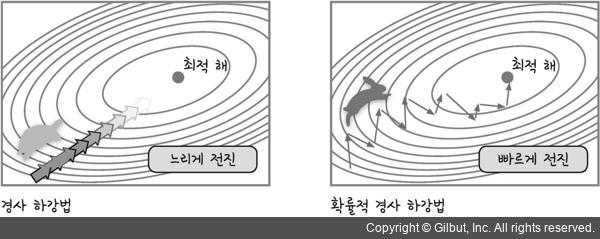 최적 해
느리게 전진
경사 하강법
최적 해
빠르게 전진
확률적 경사 하강법
Copyright © Gilbut, Inc. All rights reserved.